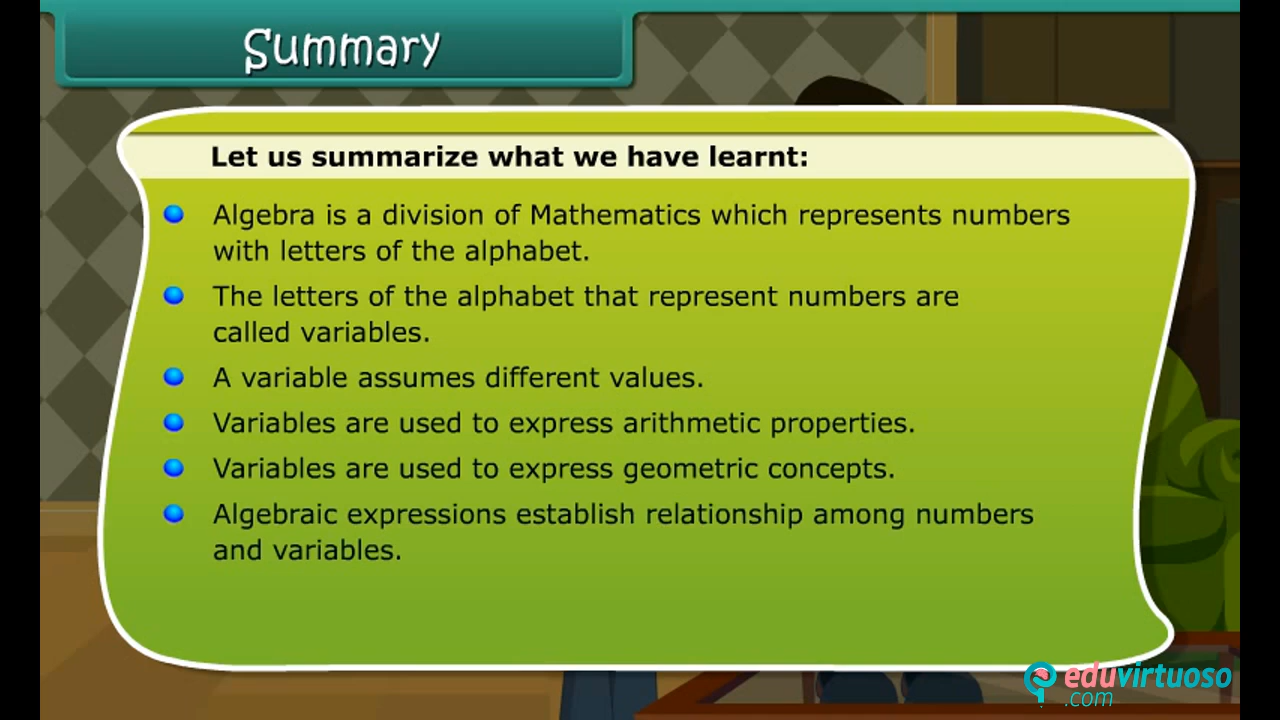 Summary
Let us summarize what we have learnt:
Algebra is a division of Mathematics which represents numbers
with letters of the alphabet.
The letters of the alphabet that represent numbers are
called variables.
A variable assumes different values.
Variables are used to express arithmetic properties.
Variables are used to express geometric concepts.
Algebraic expressions establish relationship among numbers
and variables.
eduvirtuoso
.com